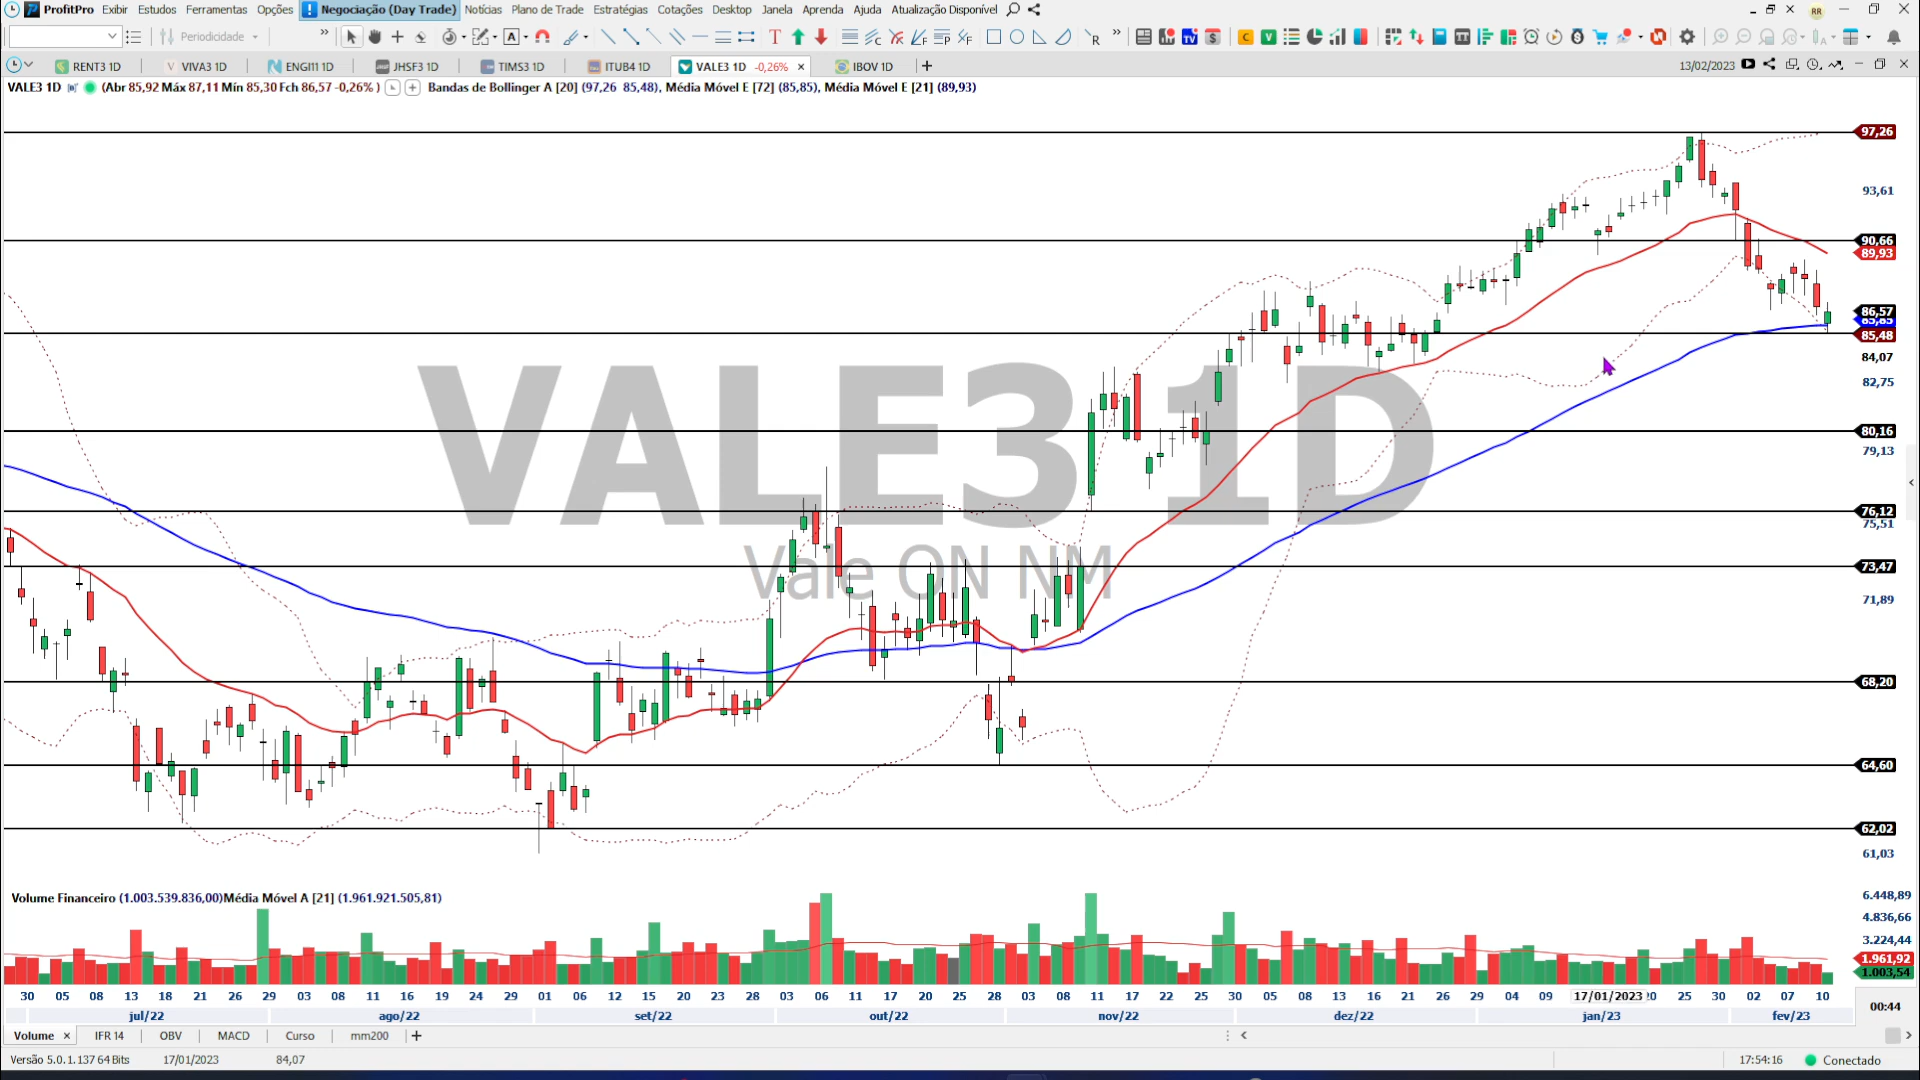 ProfitPro Exibir Estudos Ferramentas Opções Negociação (Day Trade) Notícias Plano de Trade Estratégias Cotações Desktop Janela Aprenda Ajuda Atualização Disponível RR
Periodicidade
RENT3 1D VIVA3 1D ENGI11 1D JHSF3 1D TIMS3 1D ITUB4 1D VALE3 1D -0,26% IBOV 1D 13/02/2023
VALE3 1D (Abr 85,92 Máx 87,11 Mín 85,30 Fch 86,57 -0,26% ) Bandas de Bollinger A [20] (97,26 85,48), Média Móvel E [72] (85,85), Média Móvel E [21] (89,93)
97,26
93,61
90,66
89,93
86,57
85,85
85,48
84,07
82,75
80,16
79,13
76,12
75,51
73,47
71,89
68,20
64,60
62,02
61,03
VALE3 1D
Vale ON NM
Volume Financeiro (1.003.539.836,00)Média Móvel A [21] (1.961.921.505,81)
6.448,89
4.836,66
3.224,44
1.961,92
1.003,54
30 05 08 13 18 21 26 29 03 08 11 16 19 24 29 01 06 12 15 20 23 28 03 06 11 17 20 25 28 03 08 11 17 22 25 30 05 08 13 16 21 26 29 04 09 17/01/2023 20 25 30 02 07 10
jul/22 ago/22 set/22 out/22 nov/22 dez/22 jan/23 fev/23
00:44
Volume IFR 14 OBV MACD Curso mm200
Versão 5.0.1.137 64 Bits 17/01/2023 84,07 17:54:16 Conectado